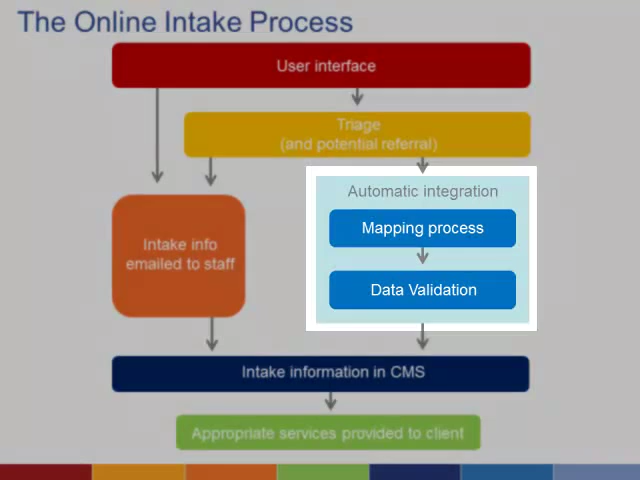 The Online Intake Process
User interface
Triage
(and potential referral)
Automatic integration
Mapping process
Intake info
emailed to staff
Data Validation
Intake information in CMS
Appropriate services provided to client